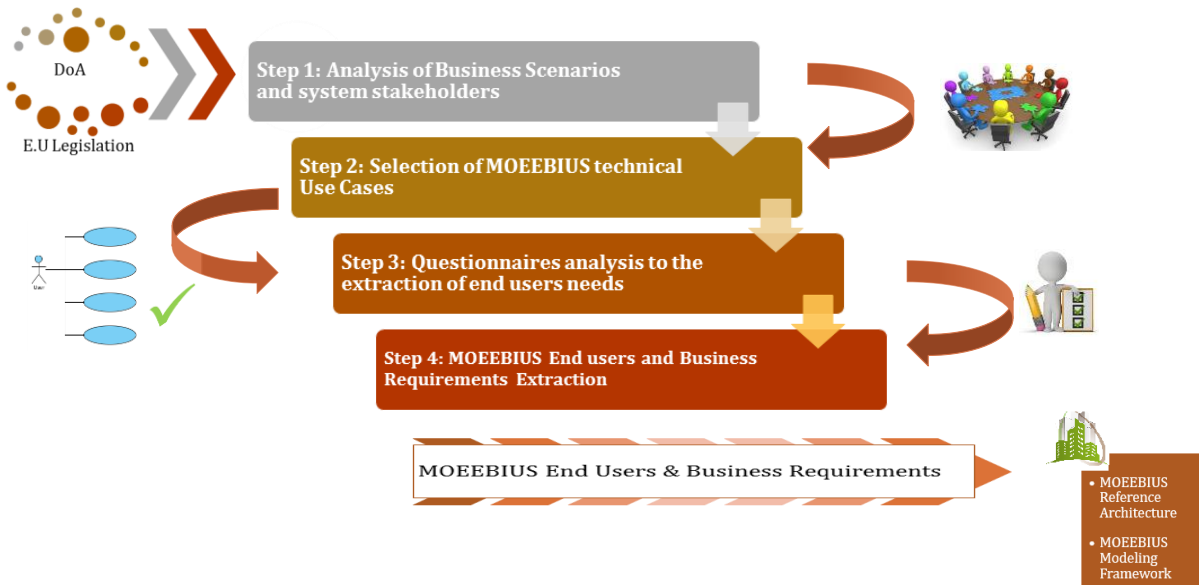 DoA
E.U Legislation
Step 1: Analysis of Business Scenarios
and system stakeholders
Step 2: Selection of MOEEBIUS technical
Use Cases
User
Step 3: Questionnaires analysis to the
extraction of end users needs
Step 4: MOEEBIUS End users and Business
Requirements Extraction
MOEEBIUS End Users & Business Requirements
• MOEEBIUS
Reference
Architecture
• MOEEBIUS
Modeling
Framework